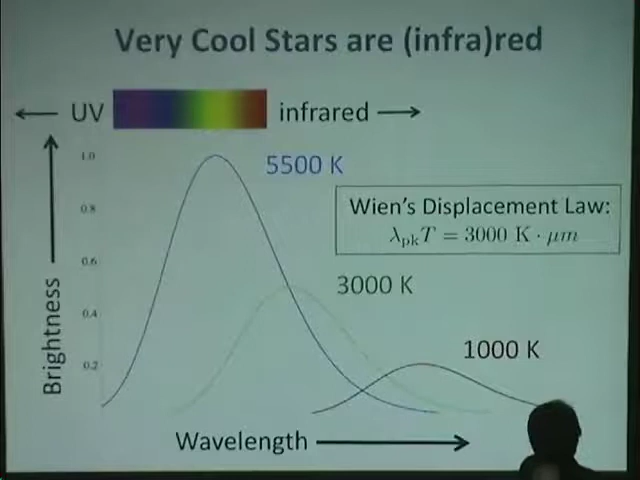 Very Cool Stars are (infra)red
← UV infrared →
1.0
5500 K
0.8
Wien's Displacement Law:
λpkT = 3000 K · μm
0.6
3000 K
0.4
1000 K
0.2
Brightness
Wavelength